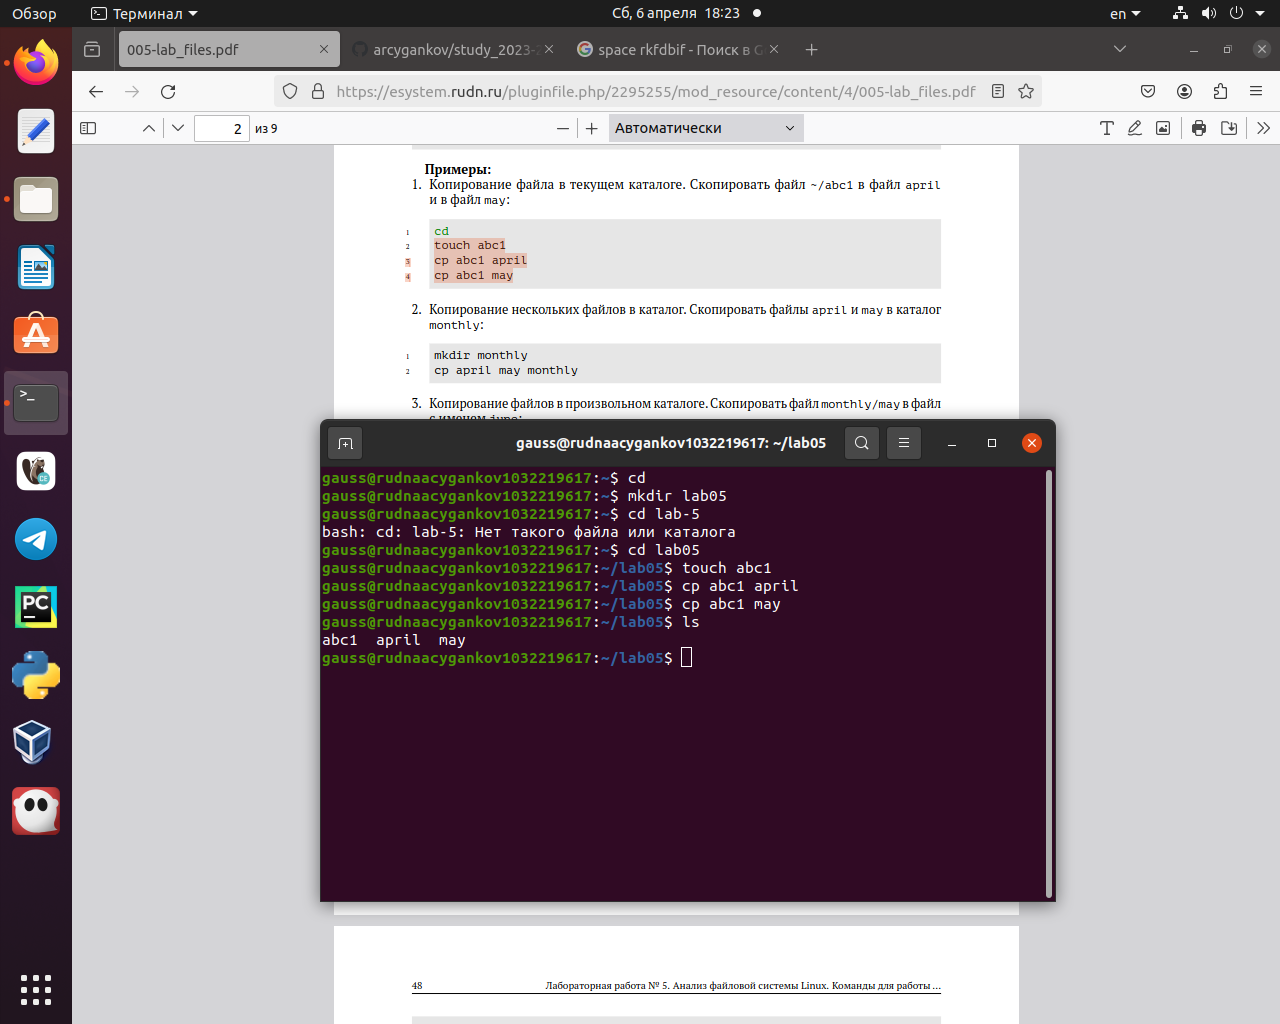 Обзор
Терминал
Сб, 6 апреля 18:23
en
005-lab_files.pdf
arcygankov/study_2023-2
space rkfdbif - Поиск в G
https://esystem.rudn.ru/pluginfile.php/2295255/mod_resource/content/4/005-lab_files.pdf
2 из 9
Автоматически
Примеры:
1. Копирование файла в текущем каталоге. Скопировать файл ~/abc1 в файл april
и в файл may:
1 cd
2 touch abc1
3 cp abc1 april
4 cp abc1 may
2. Копирование нескольких файлов в каталог. Скопировать файлы april и may в каталог
monthly:
1 mkdir monthly
2 cp april may monthly
3. Копирование файлов в произвольном каталоге. Скопировать файл monthly/may в файл
с именем june:
gauss@rudnaacygankov1032219617: ~/lab05
gauss@rudnaacygankov1032219617:~$ cd
gauss@rudnaacygankov1032219617:~$ mkdir lab05
gauss@rudnaacygankov1032219617:~$ cd lab-5
bash: cd: lab-5: Нет такого файла или каталога
gauss@rudnaacygankov1032219617:~$ cd lab05
gauss@rudnaacygankov1032219617:~/lab05$ touch abc1
gauss@rudnaacygankov1032219617:~/lab05$ cp abc1 april
gauss@rudnaacygankov1032219617:~/lab05$ cp abc1 may
gauss@rudnaacygankov1032219617:~/lab05$ ls
abc1 april may
gauss@rudnaacygankov1032219617:~/lab05$
48 Лабораторная работа № 5. Анализ файловой системы Linux. Команды для работы ...